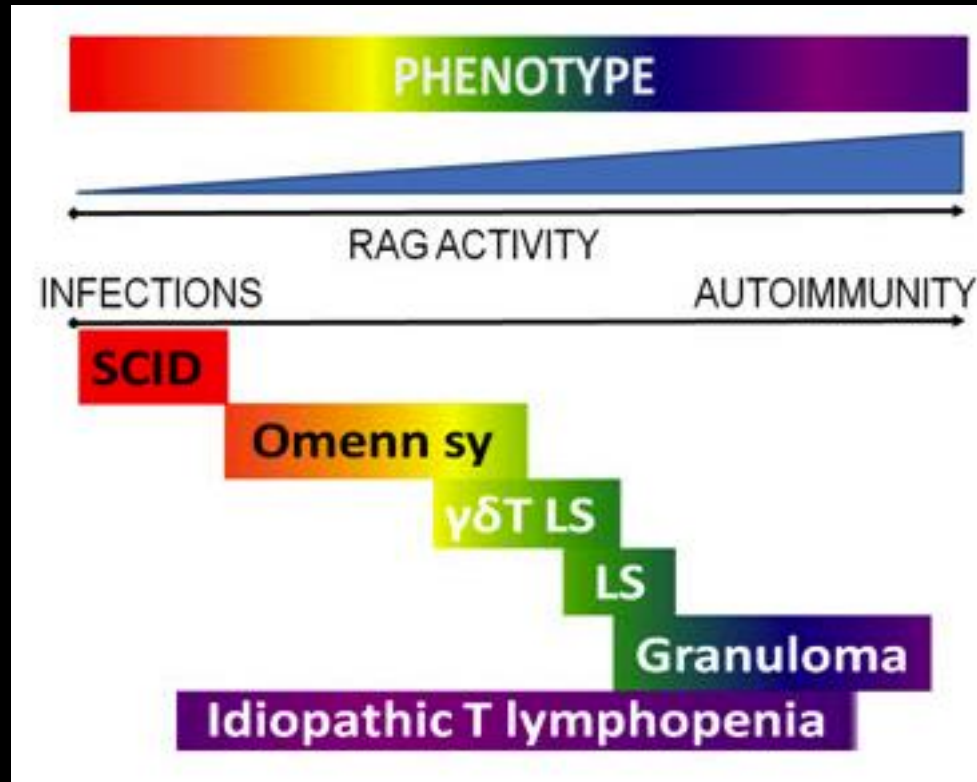 PHENOTYPE
RAG ACTIVITY
INFECTIONS AUTOIMMUNITY
SCID
Omenn sy
γδT LS
LS
Granuloma
Idiopathic T lymphopenia